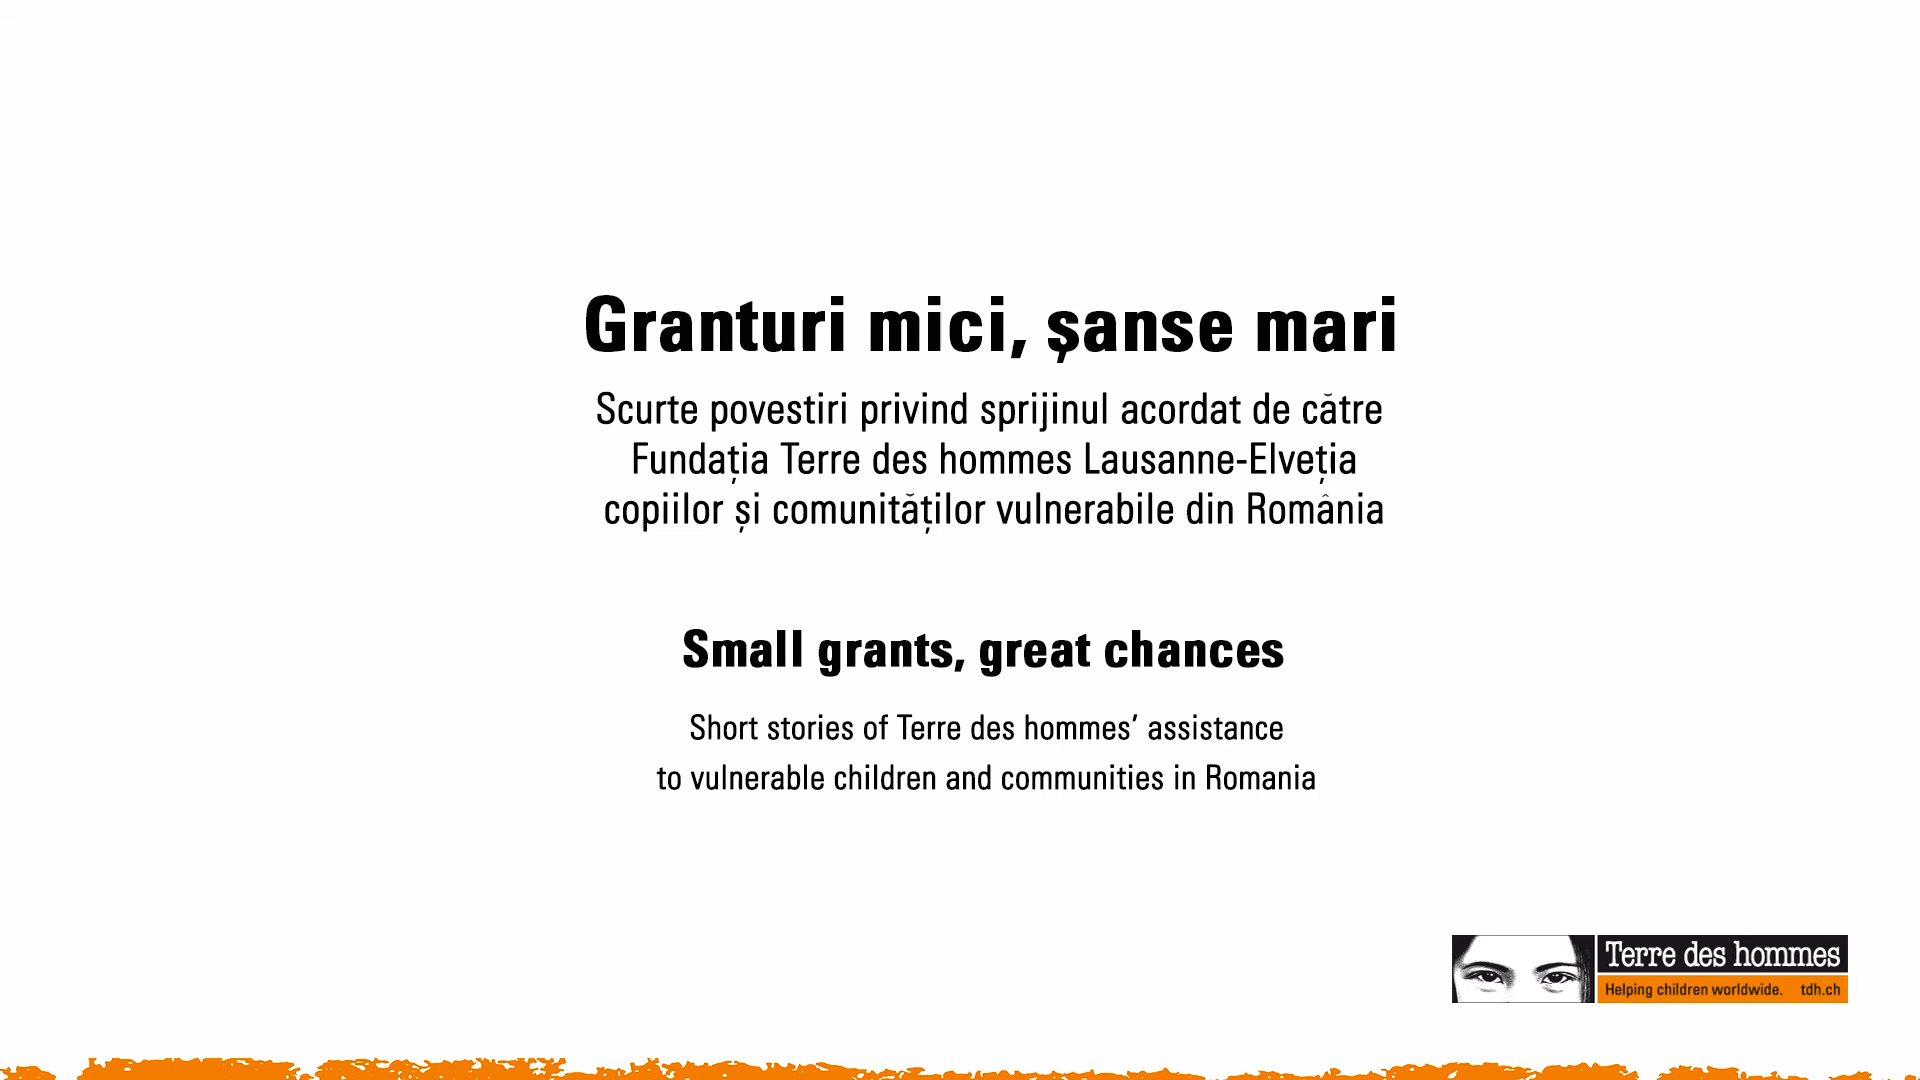 Granturi mici, șanse mari
Scurte povestiri privind sprijinul acordat de către
Fundația Terre des hommes Lausanne-Elveția
copiilor și comunităților vulnerabile din România
Small grants, great chances
Short stories of Terre des hommes’ assistance
to vulnerable children and communities in Romania
Terre des hommes
Helping children worldwide. tdh.ch